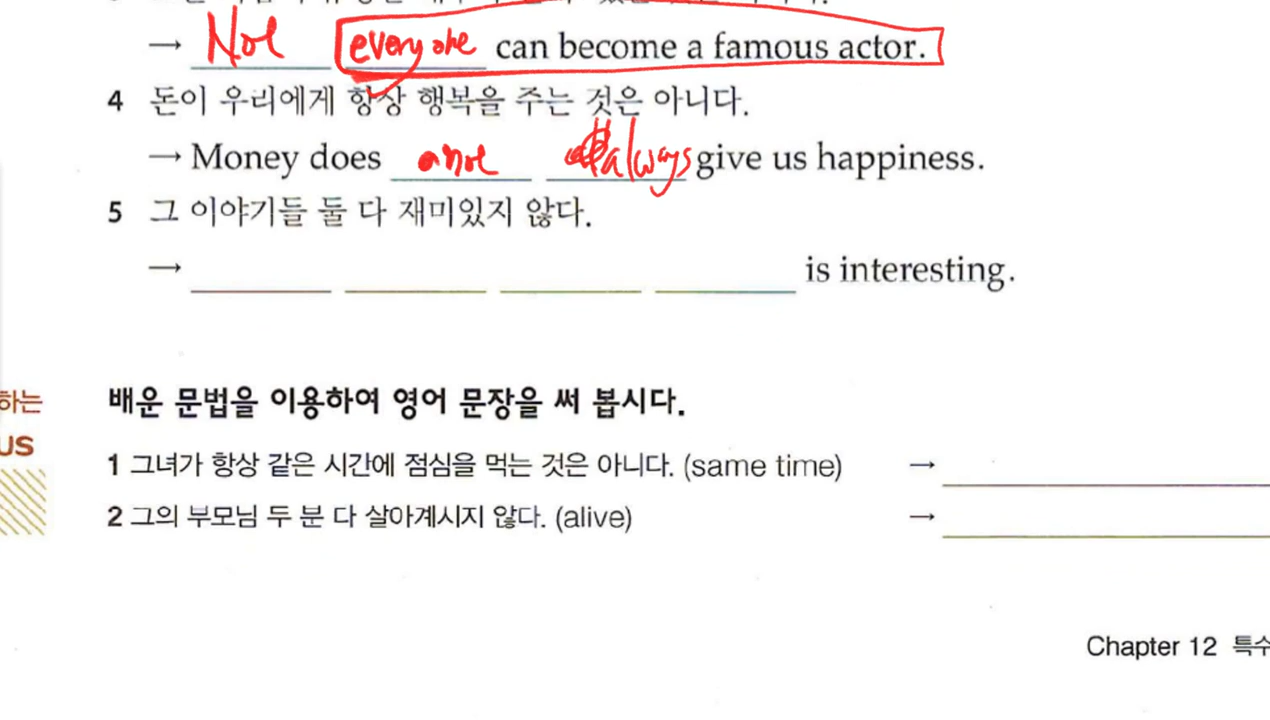 → Not everyone can become a famous actor.
4 돈이 우리에게 항상 행복을 주는 것은 아니다.
→ Money does not always give us happiness.
5 그 이야기들 둘 다 재미있지 않다.
→ is interesting.
하는
US
배운 문법을 이용하여 영어 문장을 써 봅시다.
1 그녀가 항상 같은 시간에 점심을 먹는 것은 아니다. (same time) →
2 그의 부모님 두 분 다 살아계시지 않다. (alive) →
Chapter 12 특수